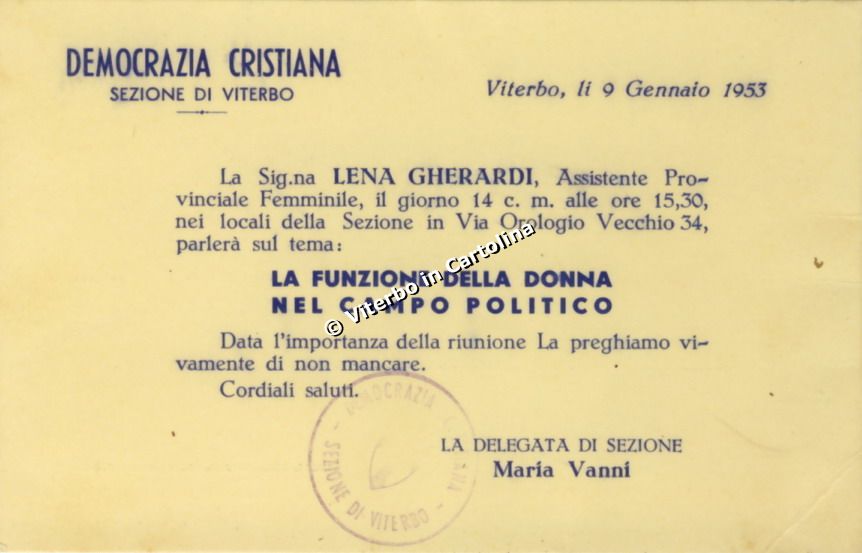 DEMOCRAZIA CRISTIANA
SEZIONE DI VITERBO
Viterbo, li 9 Gennaio 1953
La Sig.na LENA GHERARDI, Assistente Pro-
vinciale Femminile, il giorno 14 c. m. alle ore 15,30,
nei locali della Sezione in Via Orologio Vecchio 34,
parlerà sul tema:
LA FUNZIONE DELLA DONNA
NEL CAMPO POLITICO
© Viterbo in Cartolina
Data l'importanza della riunione La preghiamo vi-
vamente di non mancare.
Cordiali saluti.
LA DELEGATA DI SEZIONE
Maria Vanni
SEZIONE DI VITERBO